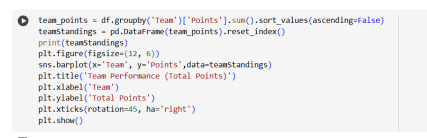 team_points = df.groupby('Team')['Points'].sum().sort_values(ascending=False)
teamStandings = pd.DataFrame(team_points).reset_index()
print(teamStandings)
plt.figure(figsize=(12, 6))
sns.barplot(x='Team', y='Points',data=teamStandings)
plt.title('Team Performance (Total Points)')
plt.xlabel('Team')
plt.ylabel('Total Points')
plt.xticks(rotation=45, ha='right')
plt.show()